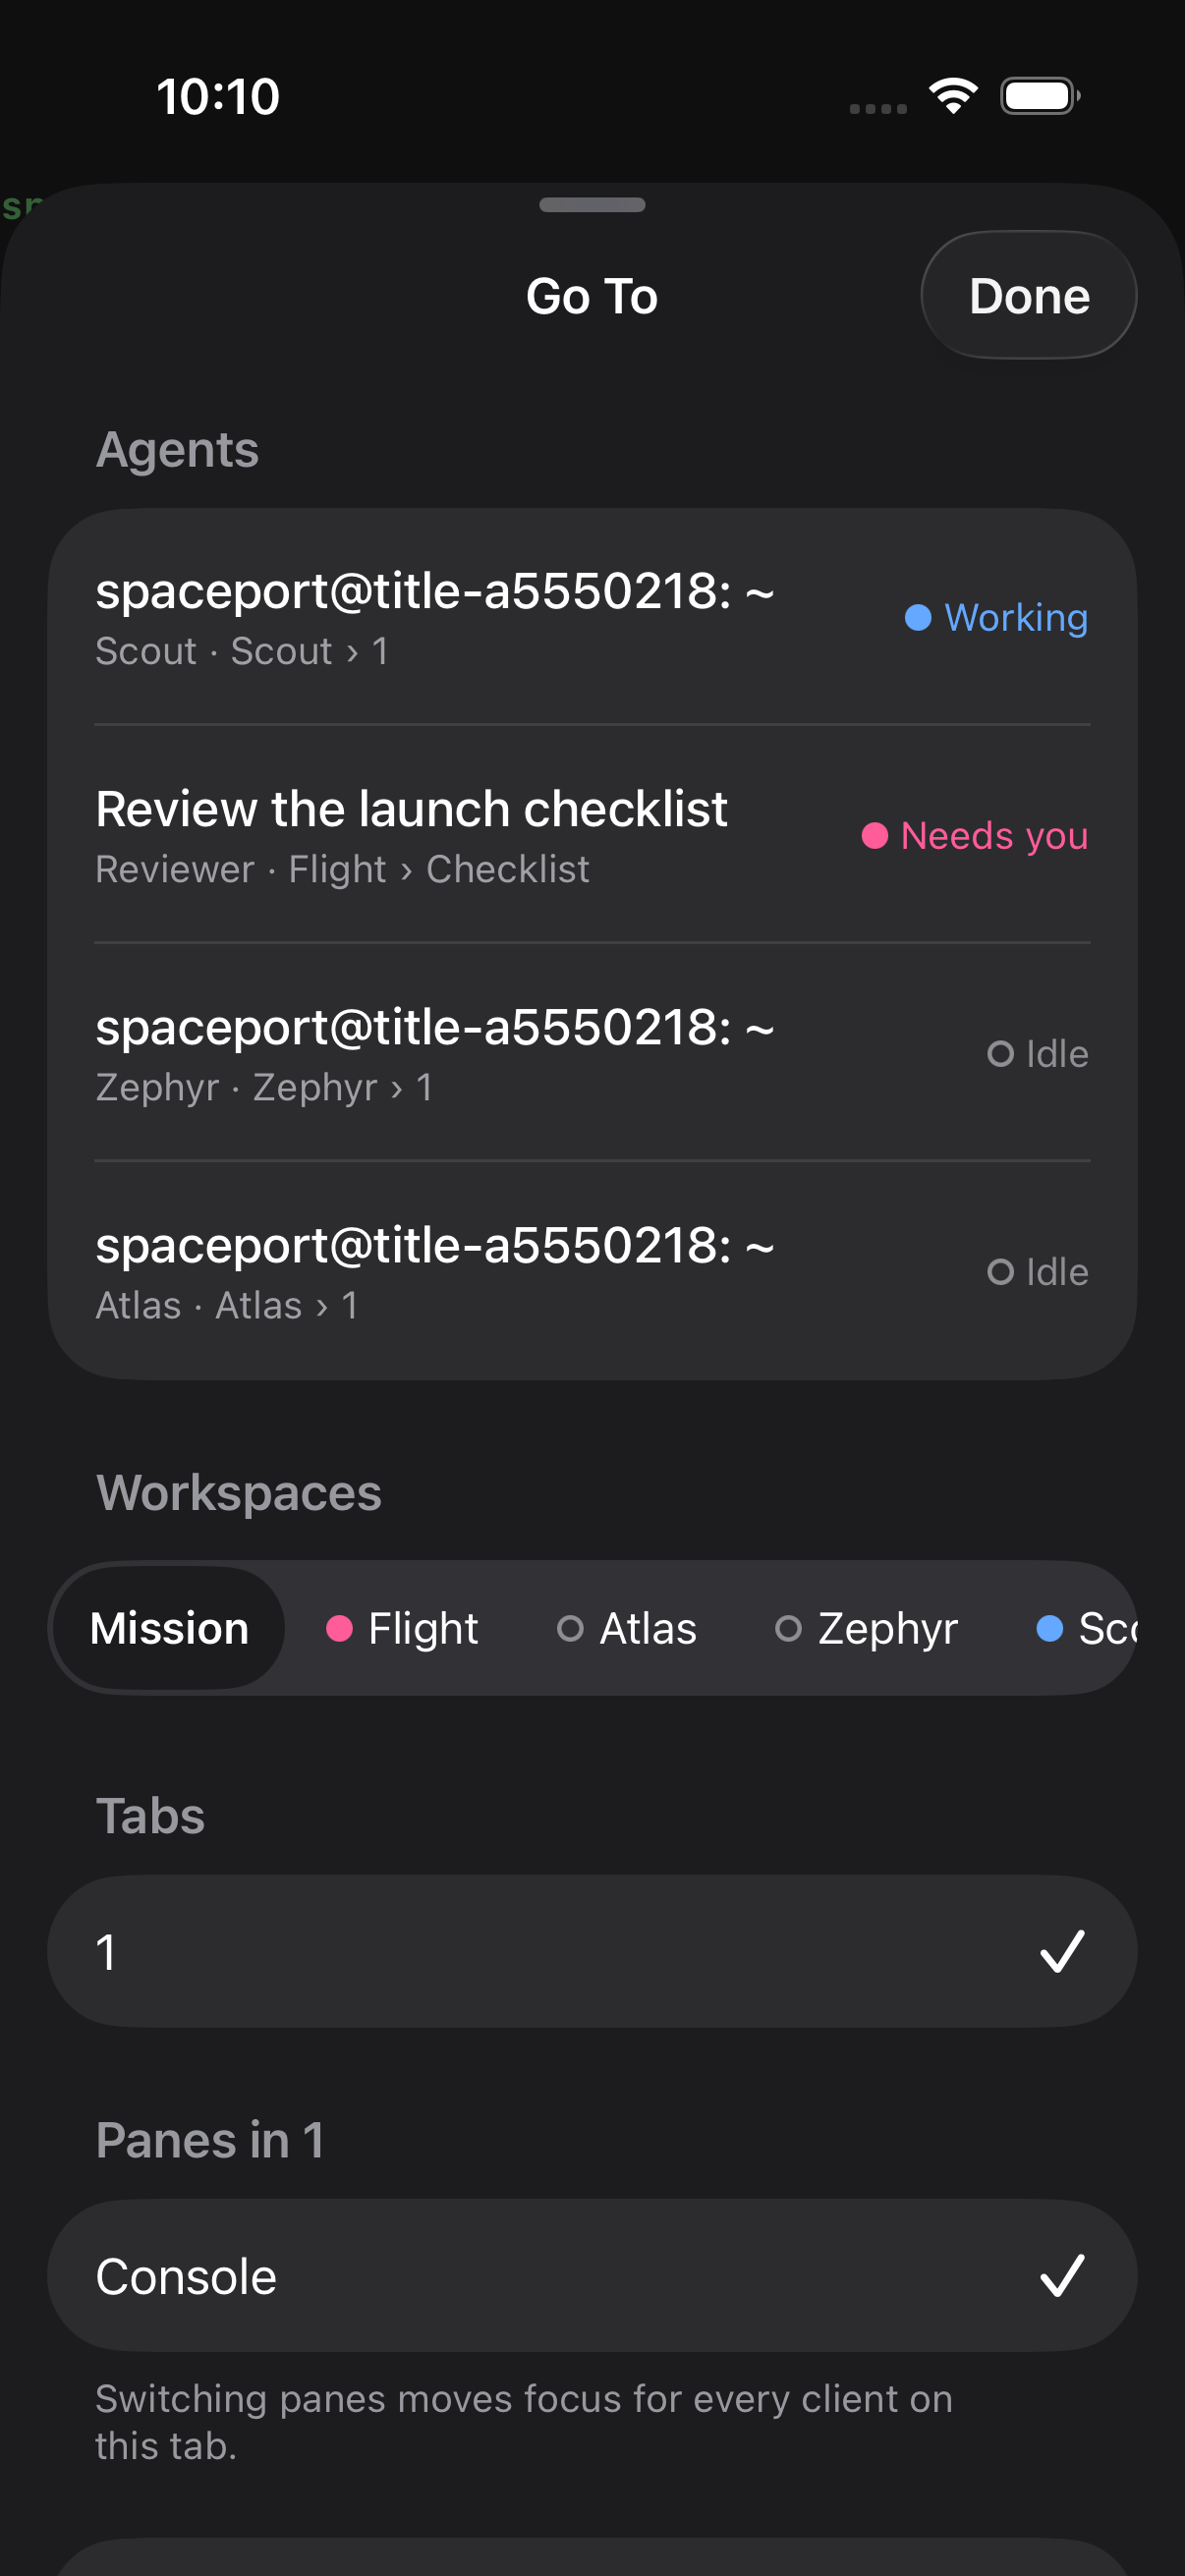 10:10
Go To
Done
Agents
spaceport@title-a5550218: ~
Scout · Scout › 1
Working
Review the launch checklist
Reviewer · Flight › Checklist
Needs you
spaceport@title-a5550218: ~
Zephyr · Zephyr › 1
Idle
spaceport@title-a5550218: ~
Atlas · Atlas › 1
Idle
Workspaces
Mission Flight Atlas Zephyr
Tabs
1
Panes in 1
Console
Switching panes moves focus for every client on
this tab.